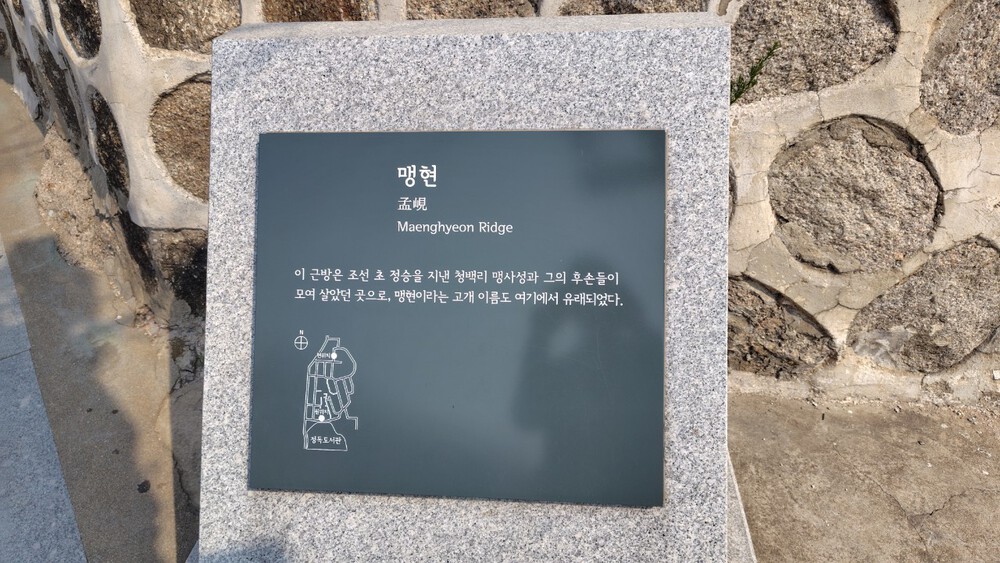 맹현
孟峴
Maenghyeon Ridge
이 근방은 조선 초 정승을 지낸 청백리 맹사성과 그의 후손들이
모여 살았던 곳으로, 맹현이라는 고개 이름도 여기에서 유래되었다.
N
현위치
정독도서관